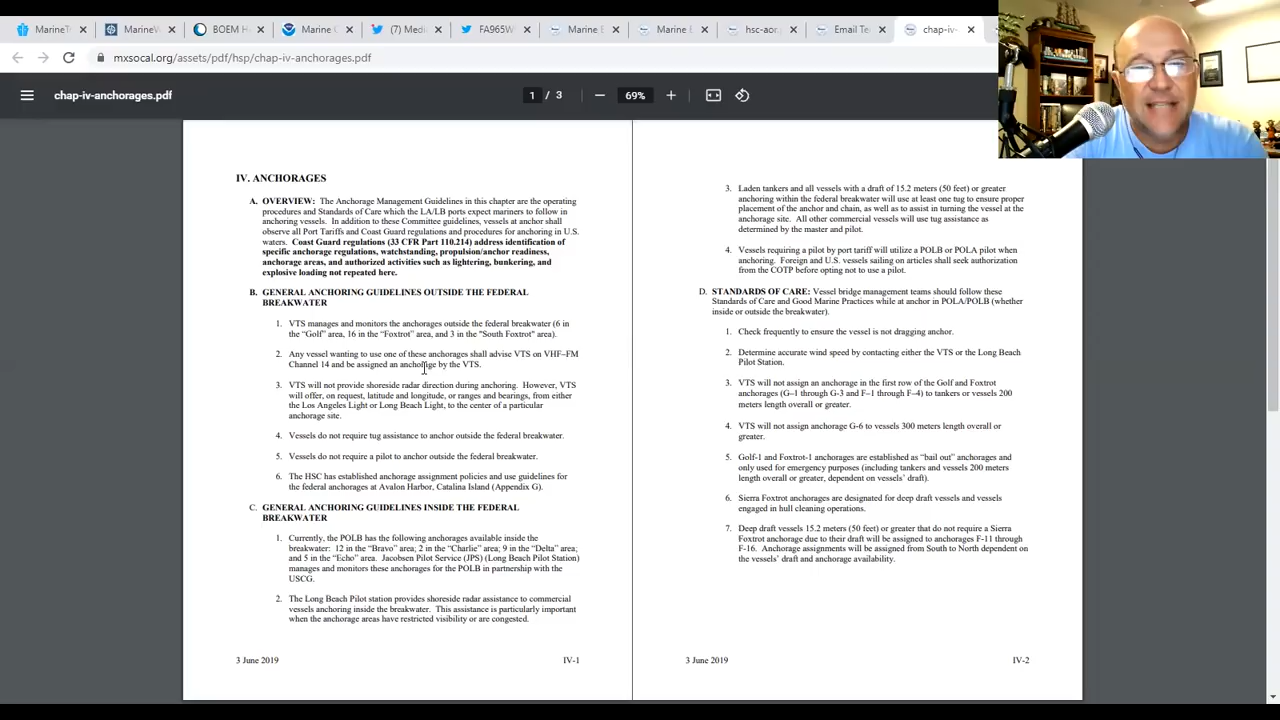 MarineT
MarineW
BOEM H
Marine C
(7) Medi
FA965W
Marine E
Marine E
hsc-aor
Email Te
chap-iv-
mxsocal.org/assets/pdf/hsp/chap-iv-anchorages.pdf
chap-iv-anchorages.pdf
1 / 3
69%
IV. ANCHORAGES
A. OVERVIEW: The Anchorage Management Guidelines in this chapter are the operating
procedures and Standards of Care which the LA/LB ports expect mariners to follow in
anchoring vessels. In addition to these Committee guidelines, vessels at anchor shall
observe all Port Tariffs and Coast Guard regulations and procedures for anchoring in U.S.
waters. Coast Guard regulations (33 CFR Part 110.214) address identification of
specific anchorage regulations, watchstanding, propulsion/anchor readiness,
anchorage areas, and authorized activities such as lightering, bunkering, and
explosive loading not repeated here.
B. GENERAL ANCHORING GUIDELINES OUTSIDE THE FEDERAL
BREAKWATER
1. VTS manages and monitors the anchorages outside the federal breakwater (6 in
the “Golf” area, 16 in the “Foxtrot” area, and 3 in the "South Foxtrot" area).
2. Any vessel wanting to use one of these anchorages shall advise VTS on VHF–FM
Channel 14 and be assigned an anchorage by the VTS.
3. VTS will not provide shoreside radar direction during anchoring. However, VTS
will offer, on request, latitude and longitude, or ranges and bearings, from either
the Los Angeles Light or Long Beach Light, to the center of a particular
anchorage site.
4. Vessels do not require tug assistance to anchor outside the federal breakwater.
5. Vessels do not require a pilot to anchor outside the federal breakwater.
6. The HSC has established anchorage assignment policies and use guidelines for
the federal anchorages at Avalon Harbor, Catalina Island (Appendix G).
C. GENERAL ANCHORING GUIDELINES INSIDE THE FEDERAL
BREAKWATER
1. Currently, the POLB has the following anchorages available inside the
breakwater: 12 in the “Bravo” area; 2 in the “Charlie” area; 9 in the “Delta” area;
and 5 in the “Echo” area. Jacobsen Pilot Service (JPS) (Long Beach Pilot Station)
manages and monitors these anchorages for the POLB in partnership with the
USCG.
2. The Long Beach Pilot station provides shoreside radar assistance to commercial
vessels anchoring inside the breakwater. This assistance is particularly important
when the anchorage areas have restricted visibility or are congested.
3 June 2019
IV-1
3. Laden tankers and all vessels with a draft of 15.2 meters (50 feet) or greater
anchoring within the federal breakwater will use at least one tug to ensure proper
placement of the anchor and chain, as well as to assist in turning the vessel at the
anchorage site. All other commercial vessels will use tug assistance as
determined by the master and pilot.
4. Vessels requiring a pilot by port tariff will utilize a POLB or POLA pilot when
anchoring. Foreign and U.S. vessels sailing on articles shall seek authorization
from the COTP before opting not to use a pilot.
D. STANDARDS OF CARE: Vessel bridge management teams should follow these
Standards of Care and Good Marine Practices while at anchor in POLA/POLB (whether
inside or outside the breakwater).
1. Check frequently to ensure the vessel is not dragging anchor.
2. Determine accurate wind speed by contacting either the VTS or the Long Beach
Pilot Station.
3. VTS will not assign an anchorage in the first row of the Golf and Foxtrot
anchorages (G–1 through G-3 and F–1 through F–4) to tankers or vessels 200
meters length overall or greater.
4. VTS will not assign anchorage G-6 to vessels 300 meters length overall or
greater.
5. Golf-1 and Foxtrot-1 anchorages are established as “bail out” anchorages and
only used for emergency purposes (including tankers and vessels 200 meters
length overall or greater, dependent on vessels’ draft).
6. Sierra Foxtrot anchorages are designated for deep draft vessels and vessels
engaged in hull cleaning operations.
7. Deep draft vessels 15.2 meters (50 feet) or greater that do not require a Sierra
Foxtrot anchorage due to their draft will be assigned to anchorages F-11 through
F-16. Anchorage assignments will be assigned from South to North dependent on
the vessels’ draft and anchorage availability.
3 June 2019
IV-2